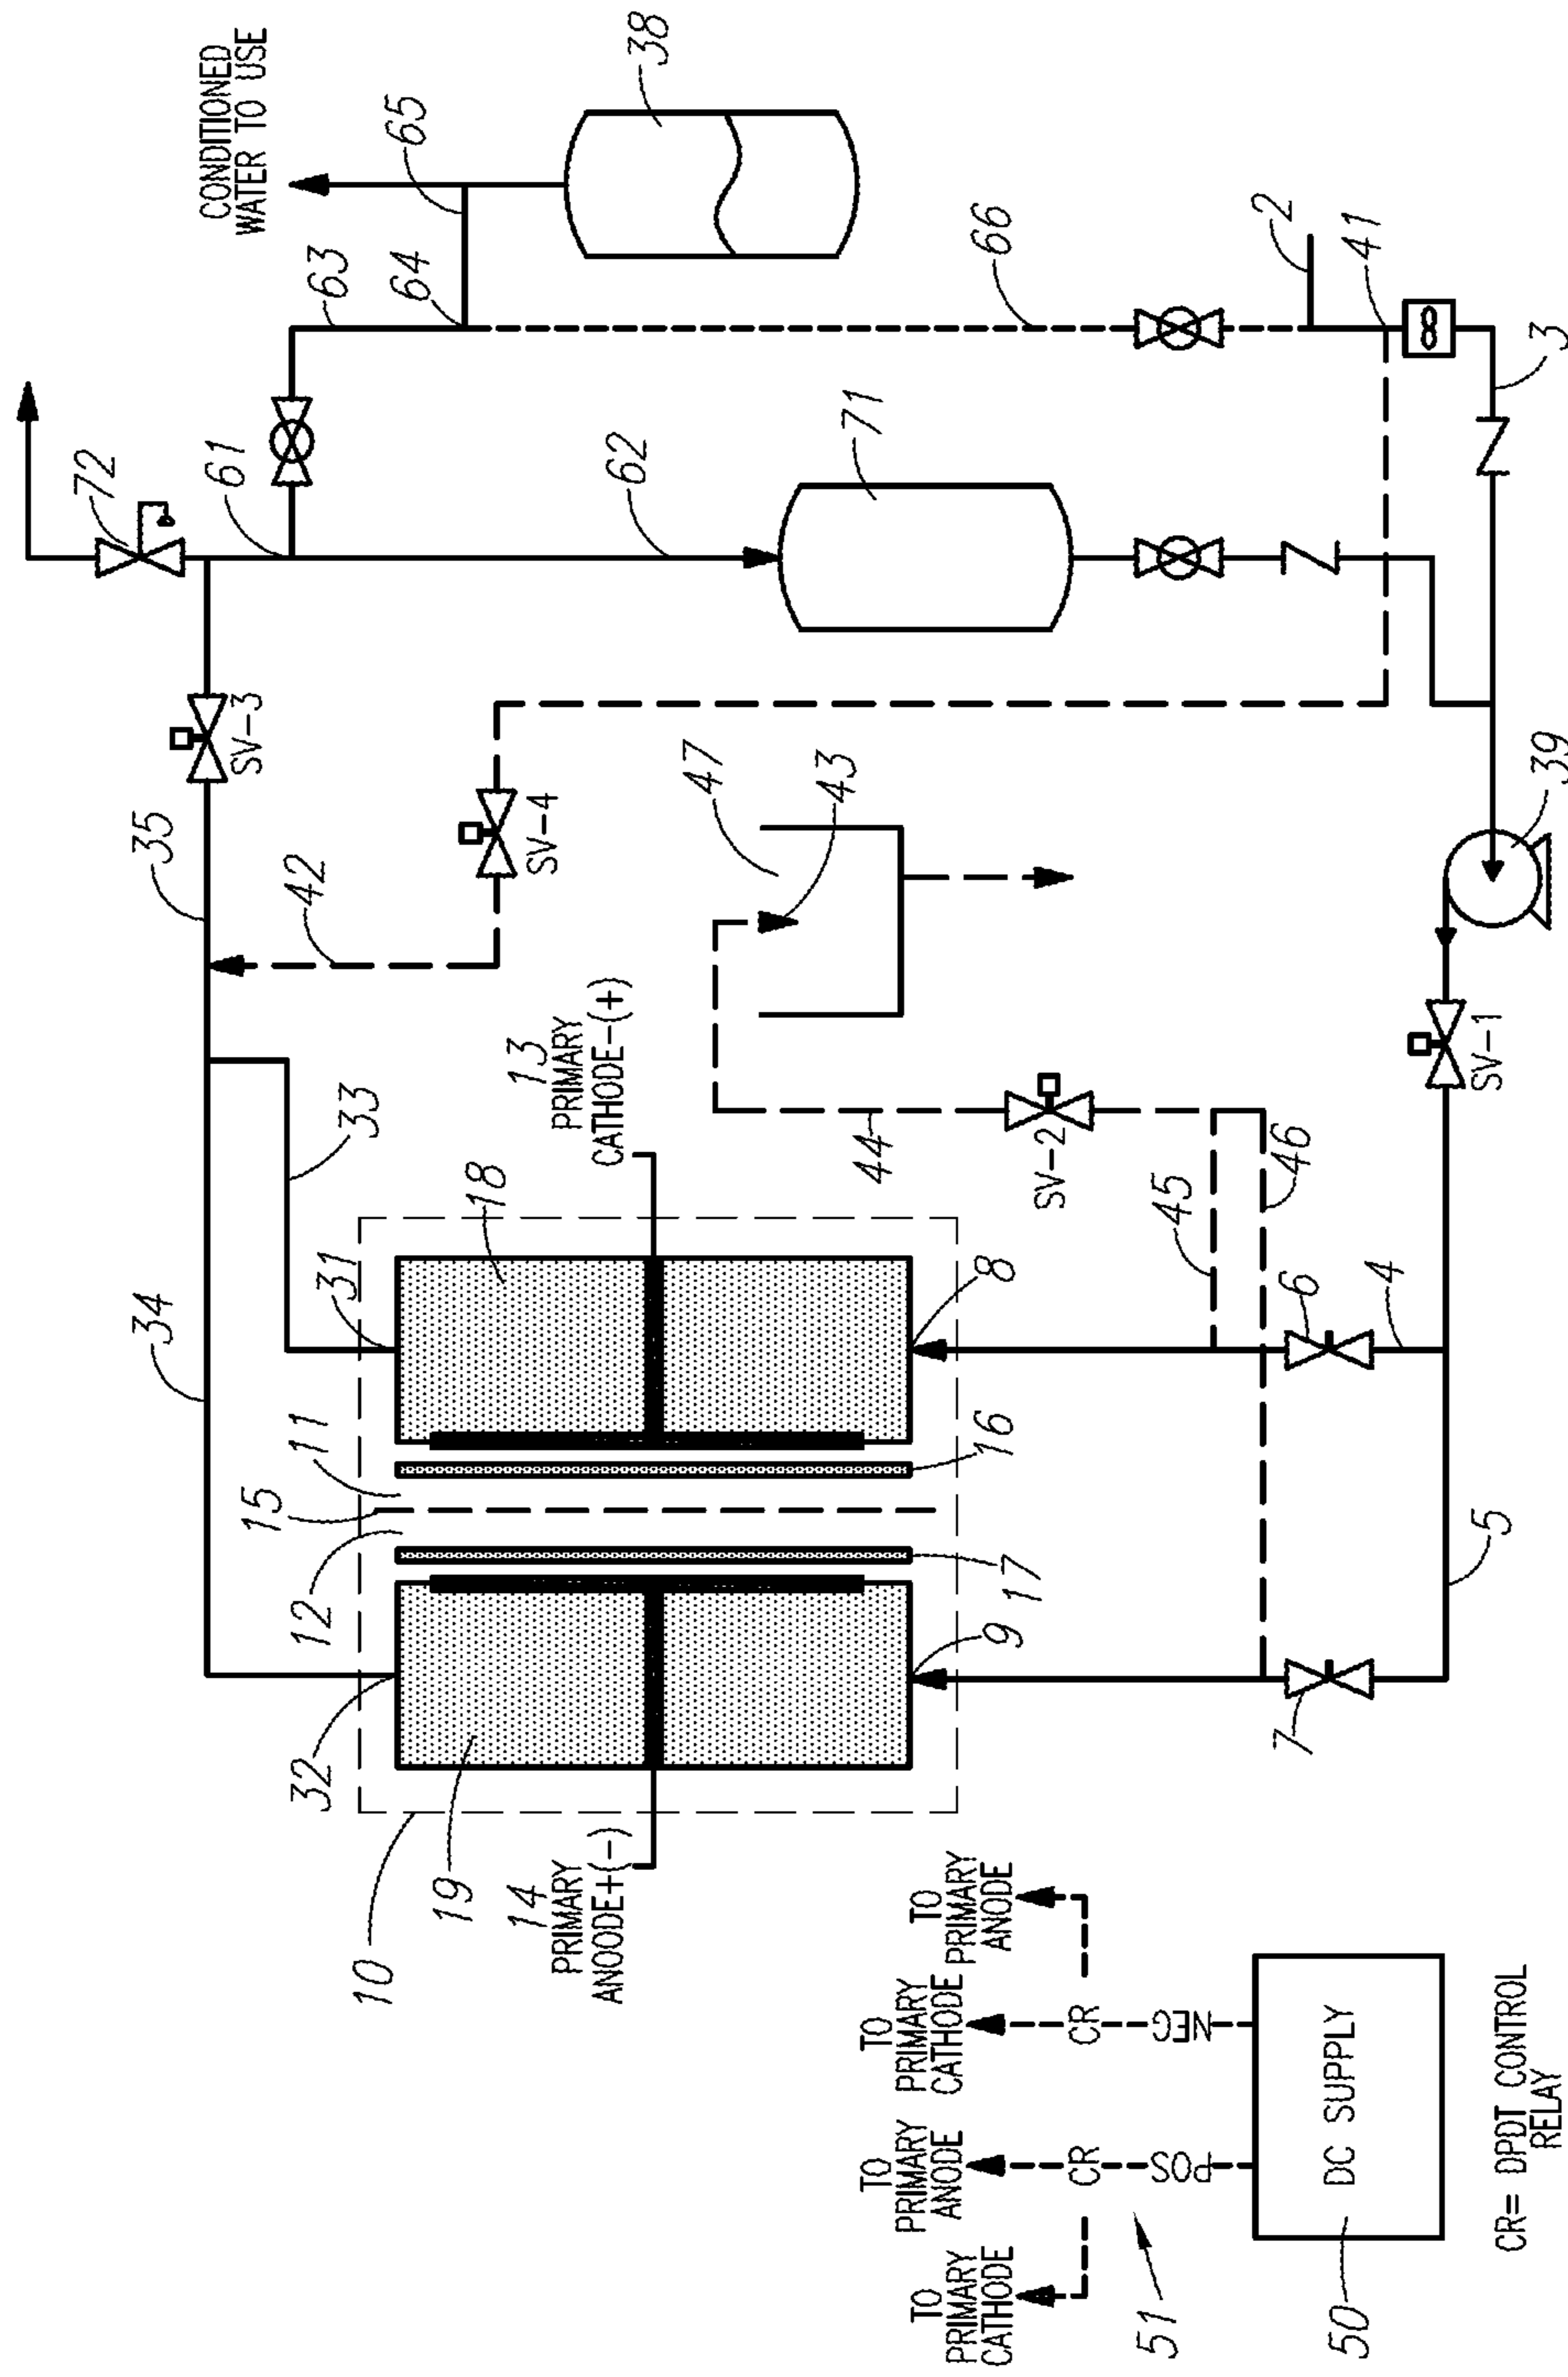 CONDITIONED
WATER TO USE
72
61
63
64
65
38
34
35
SV-3
42
SV-4
62
66
71
2
41
3
33
47
43
13
PRIMARY
CATHODE-(+)
44
SV-2
45
46
39
SV-1
11
15
12
31
32
18
19
16
17
8
9
10
14
PRIMARY
ANOODE+(-)
6
4
7
5
TO
PRIMARY
CATHODE
TO
PRIMARY
ANODE
TO
PRIMARY
CATHODE
TO
PRIMARY
ANODE
CR
CR
POS
NEG
51
50
DC SUPPLY
CR= DPDT CONTROL
RELAY